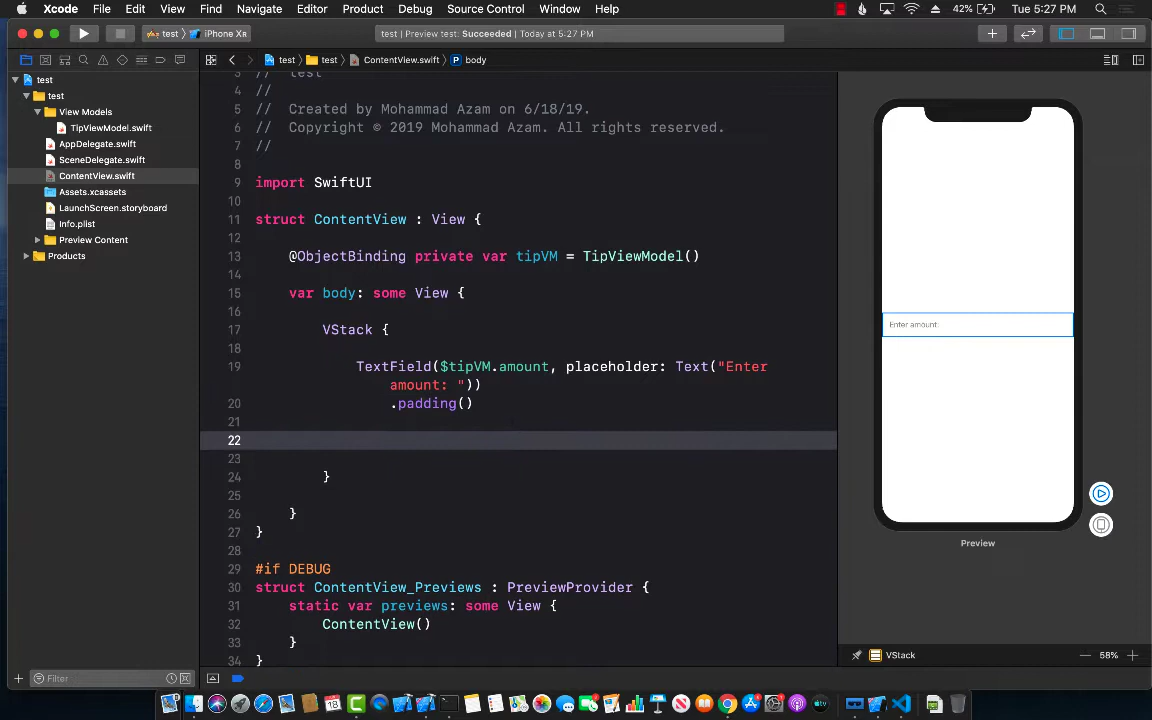 Xcode File Edit View Find Navigate Editor Product Debug Source Control Window Help 42% Tue 5:27 PM
test iPhone XR test | Preview test: Succeeded | Today at 5:27 PM
test test ContentView.swift P body
test
test
View Models
TipViewModel.swift
AppDelegate.swift
SceneDelegate.swift
ContentView.swift
Assets.xcassets
LaunchScreen.storyboard
Info.plist
Preview Content
Products
3 // test
4 //
5 // Created by Mohammad Azam on 6/18/19.
6 // Copyright © 2019 Mohammad Azam. All rights reserved.
7 //
8
9 import SwiftUI
10
11 struct ContentView : View {
12
13 @ObjectBinding private var tipVM = TipViewModel()
14
15 var body: some View {
16
17 VStack {
18
19 TextField($tipVM.amount, placeholder: Text("Enter
amount: "))
20 .padding()
21
22
23
24 }
25
26 }
27 }
28
29 #if DEBUG
30 struct ContentView_Previews : PreviewProvider {
31 static var previews: some View {
32 ContentView()
33 }
34 }
Enter amount:
Preview
VStack 58%
Filter